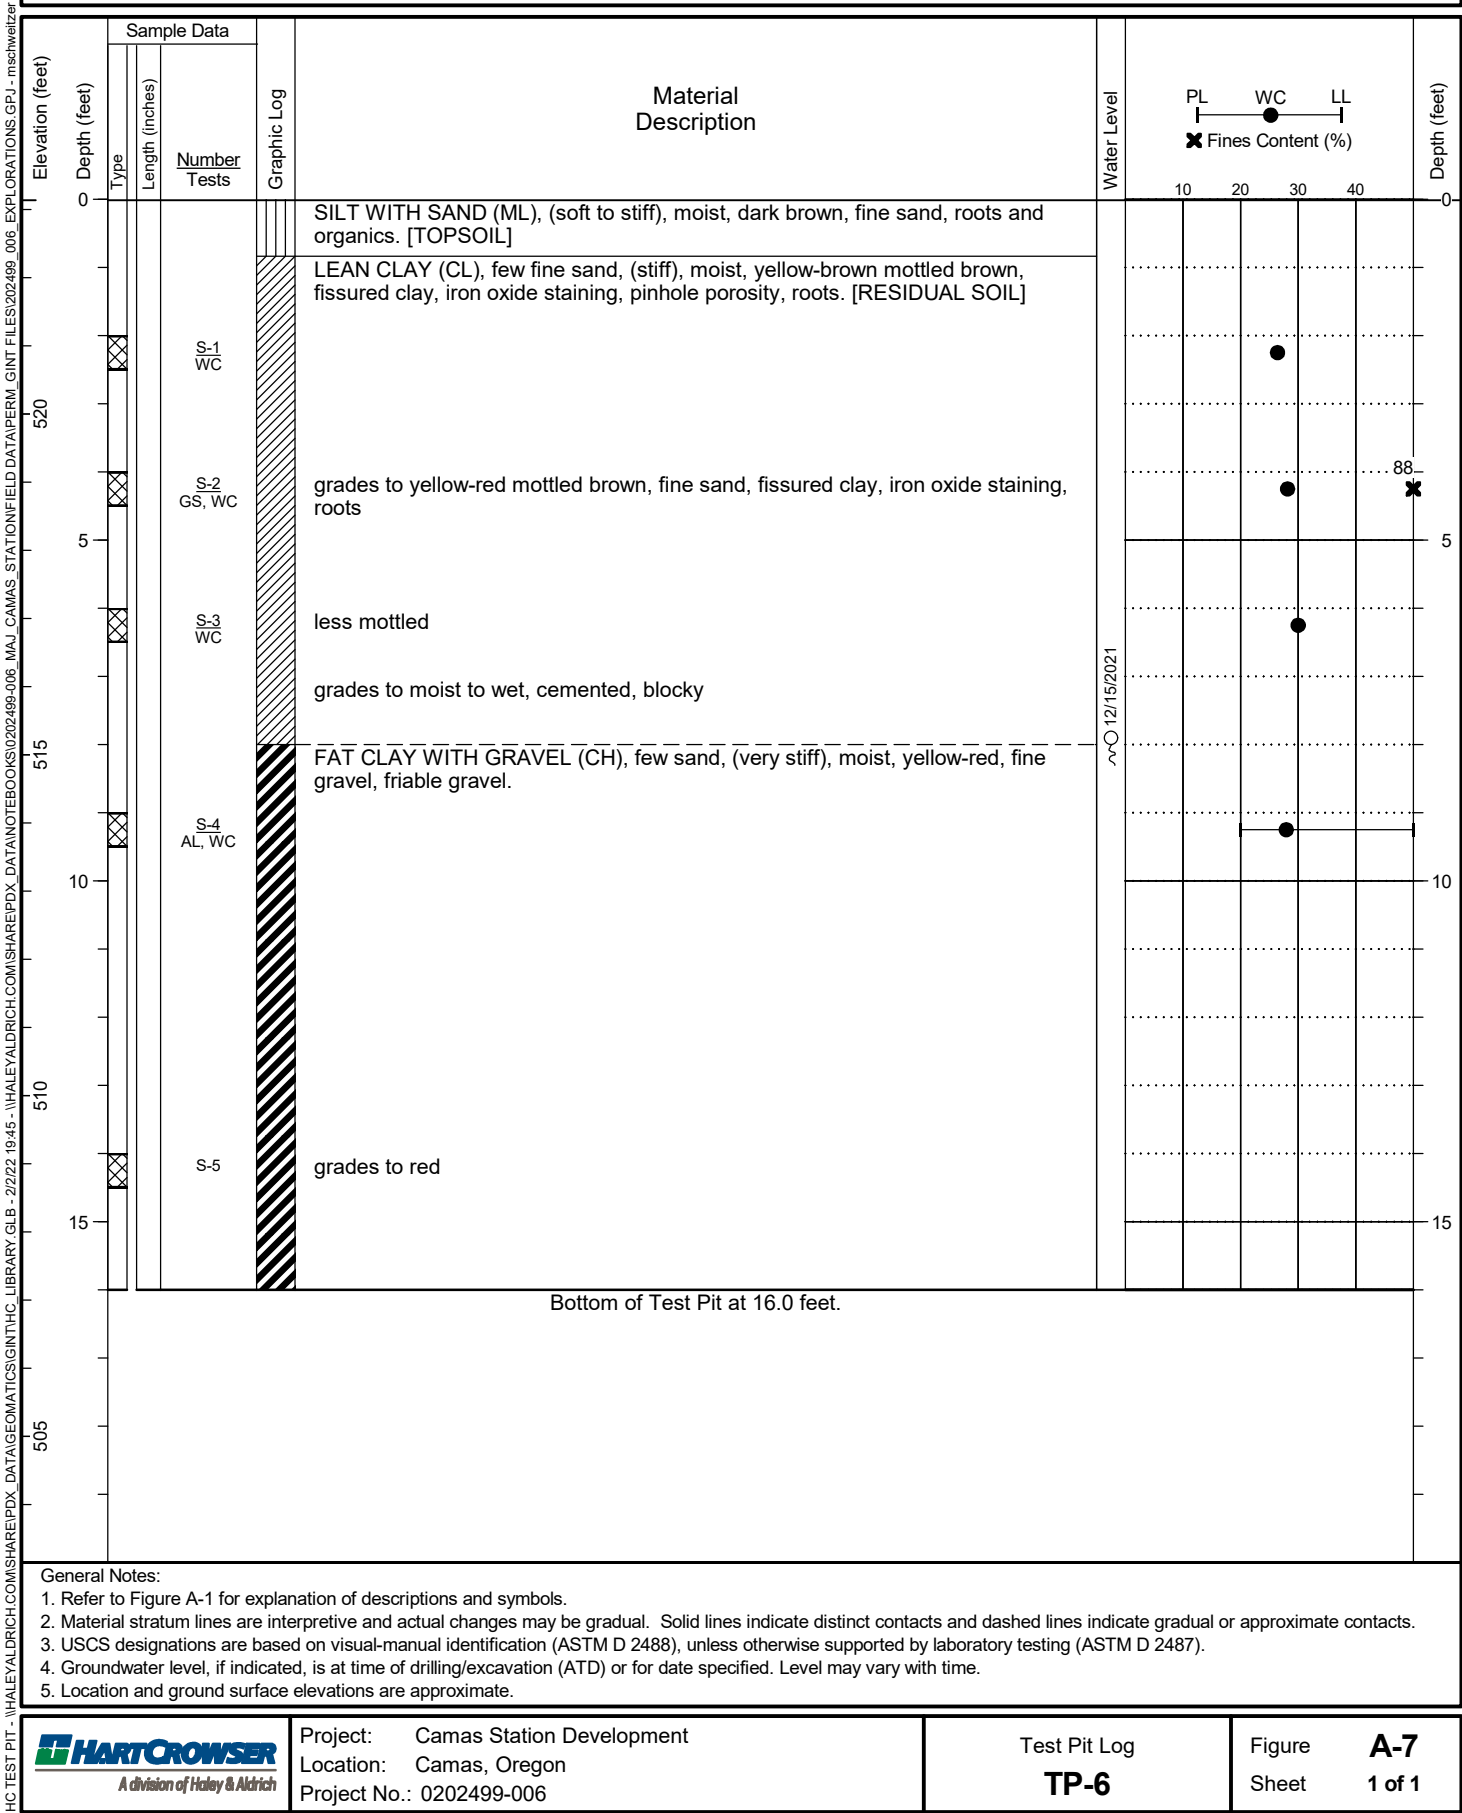 Sample Data
Elevation (feet)
Depth (feet)
Type
Length (inches)
Number
Tests
Graphic Log
Material
Description
Water Level
PL WC LL
Fines Content (%)
10 20 30 40
Depth (feet)
0
0
SILT WITH SAND (ML), (soft to stiff), moist, dark brown, fine sand, roots and
organics. [TOPSOIL]
LEAN CLAY (CL), few fine sand, (stiff), moist, yellow-brown mottled brown,
fissured clay, iron oxide staining, pinhole porosity, roots. [RESIDUAL SOIL]
S-1
WC
520
88
S-2
GS, WC
grades to yellow-red mottled brown, fine sand, fissured clay, iron oxide staining,
roots
5
5
S-3
WC
less mottled
grades to moist to wet, cemented, blocky
12/15/2021
515
FAT CLAY WITH GRAVEL (CH), few sand, (very stiff), moist, yellow-red, fine
gravel, friable gravel.
S-4
AL, WC
10
10
510
S-5
grades to red
15
15
Bottom of Test Pit at 16.0 feet.
505
General Notes:
1. Refer to Figure A-1 for explanation of descriptions and symbols.
2. Material stratum lines are interpretive and actual changes may be gradual. Solid lines indicate distinct contacts and dashed lines indicate gradual or approximate contacts.
3. USCS designations are based on visual-manual identification (ASTM D 2488), unless otherwise supported by laboratory testing (ASTM D 2487).
4. Groundwater level, if indicated, is at time of drilling/excavation (ATD) or for date specified. Level may vary with time.
5. Location and ground surface elevations are approximate.
HARTCROWSER
A division of Haley & Aldrich
Project: Camas Station Development
Location: Camas, Oregon
Project No.: 0202499-006
Test Pit Log
TP-6
Figure A-7
Sheet 1 of 1
HC TEST PIT - \\HALEYALDRICH.COM\SHARE\PDX_DATA\GEOMATICS\GINT\HC_LIBRARY.GLB - 2/2/22 19:45 - \\HALEYALDRICH.COM\SHARE\PDX_DATA\NOTEBOOKS\0202499-006_MAJ_CAMAS_STATION\FIELD DATA\PERM_GINT FILES\202499_006_EXPLORATIONS.GPJ - mschweitzer